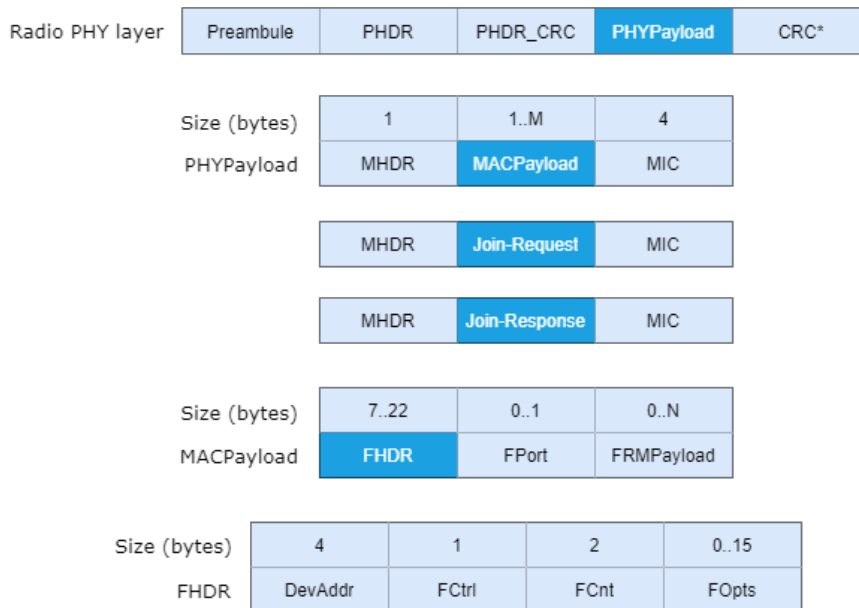 Radio PHY layer Preambule PHDR PHDR_CRC PHYPayload CRC*
Size (bytes) 1 1..M 4
PHYPayload MHDR MACPayload MIC
MHDR Join-Request MIC
MHDR Join-Response MIC
Size (bytes) 7..22 0..1 0..N
MACPayload FHDR FPort FRMPayload
Size (bytes) 4 1 2 0..15
FHDR DevAddr FCtrl FCnt FOpts